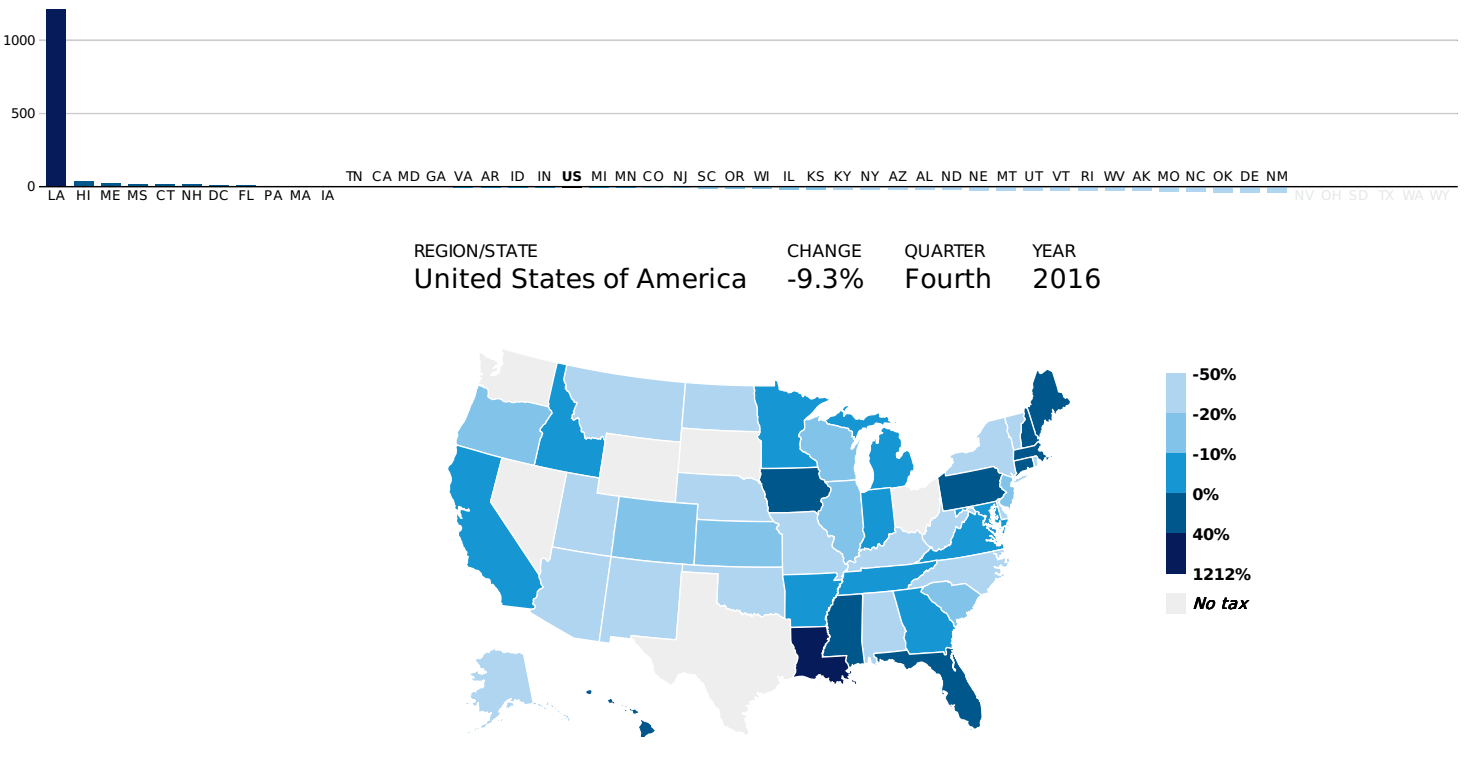 1000
500
0
TN CA MD GA VA AR ID IN US MI MN CO NJ SC OR WI IL KS KY NY AZ AL ND NE MT UT VT RI WV AK MO NC OK DE NM
LA HI ME MS CT NH DC FL PA MA IA
NV OH SD TX WA WY
REGION/STATE CHANGE QUARTER YEAR
United States of America -9.3% Fourth 2016
-50%
-20%
-10%
0%
40%
1212%
No tax